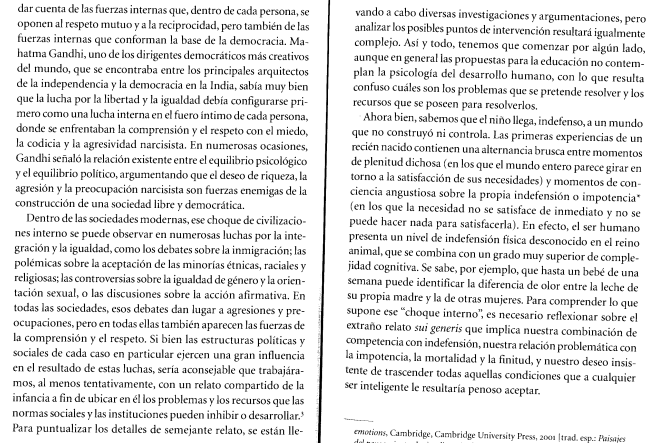 dar cuenta de las fuerzas internas que, dentro de cada persona, se
oponen al respeto mutuo y a la reciprocidad, pero también de las
fuerzas internas que conforman la base de la democracia. Ma-
hatma Gandhi, uno de los dirigentes democráticos más creativos
del mundo, que se encontraba entre los principales arquitectos
de la independencia y la democracia en la India, sabía muy bien
que la lucha por la libertad y la igualdad debía configurarse pri-
mero como una lucha interna en el fuero íntimo de cada persona,
donde se enfrentaban la comprensión y el respeto con el miedo,
la codicia y la agresividad narcisista. En numerosas ocasiones,
Gandhi señaló la relación existente entre el equilibrio psicológico
y el equilibrio político, argumentando que el deseo de riqueza, la
agresión y la preocupación narcisista son fuerzas enemigas de la
construcción de una sociedad libre y democrática.
Dentro de las sociedades modernas, ese choque de civilizacio-
nes interno se puede observar en numerosas luchas por la inte-
gración y la igualdad, como los debates sobre la inmigración; las
polémicas sobre la aceptación de las minorías étnicas, raciales y
religiosas; las controversias sobre la igualdad de género y la orien-
tación sexual, o las discusiones sobre la acción afirmativa. En
todas las sociedades, esos debates dan lugar a agresiones y pre-
ocupaciones, pero en todas ellas también aparecen las fuerzas de
la comprensión y el respeto. Si bien las estructuras políticas y
sociales de cada caso en particular ejercen una gran influencia
en el resultado de estas luchas, sería aconsejable que trabajára-
mos, al menos tentativamente, con un relato compartido de la
infancia a fin de ubicar en él los problemas y los recursos que las
normas sociales y las instituciones pueden inhibir o desarrollar.³
Para puntualizar los detalles de semejante relato, se están lle-
vando a cabo diversas investigaciones y argumentaciones, pero
analizar los posibles puntos de intervención resultará igualmente
complejo. Así y todo, tenemos que comenzar por algún lado,
aunque en general las propuestas para la educación no contem-
plan la psicología del desarrollo humano, con lo que resulta
confuso cuáles son los problemas que se pretende resolver y los
recursos que se poseen para resolverlos.
Ahora bien, sabemos que el niño llega, indefenso, a un mundo
que no construyó ni controla. Las primeras experiencias de un
recién nacido contienen una alternancia brusca entre momentos
de plenitud dichosa (en los que el mundo entero parece girar en
torno a la satisfacción de sus necesidades) y momentos de con-
ciencia angustiosa sobre la propia indefensión o impotencia*
(en los que la necesidad no se satisface de inmediato y no se
puede hacer nada para satisfacerla). En efecto, el ser humano
presenta un nivel de indefensión física desconocido en el reino
animal, que se combina con un grado muy superior de comple-
jidad cognitiva. Se sabe, por ejemplo, que hasta un bebé de una
semana puede identificar la diferencia de olor entre la leche de
su propia madre y la de otras mujeres. Para comprender lo que
supone ese “choque interno”, es necesario reflexionar sobre el
extraño relato sui generis que implica nuestra combinación de
competencia con indefensión, nuestra relación problemática con
la impotencia, la mortalidad y la finitud, y nuestro deseo insis-
tente de trascender todas aquellas condiciones que a cualquier
ser inteligente le resultaría penoso aceptar.
emotions, Cambridge, Cambridge University Press, 2001 [trad. esp.: Paisajes